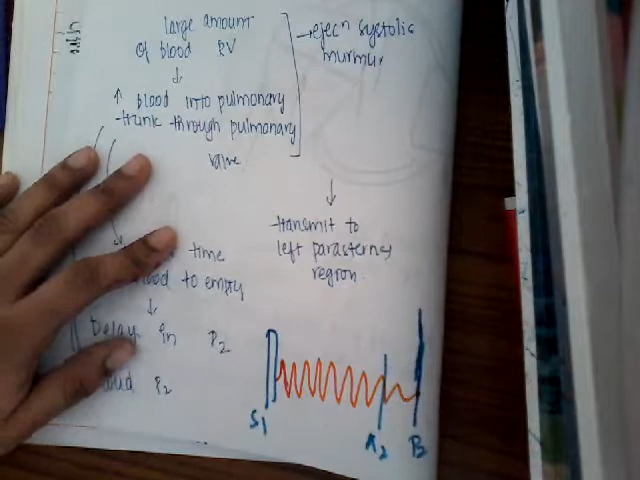 large amount
of blood RV
↓
↑ blood into pulmonary
trunk through pulmonary
valve
→ejecn systolic
murmur
↓
transmit to
left parasternal
region.
time
blood to empty
↓
Delay in P2
loud P2
S1
A2
P2